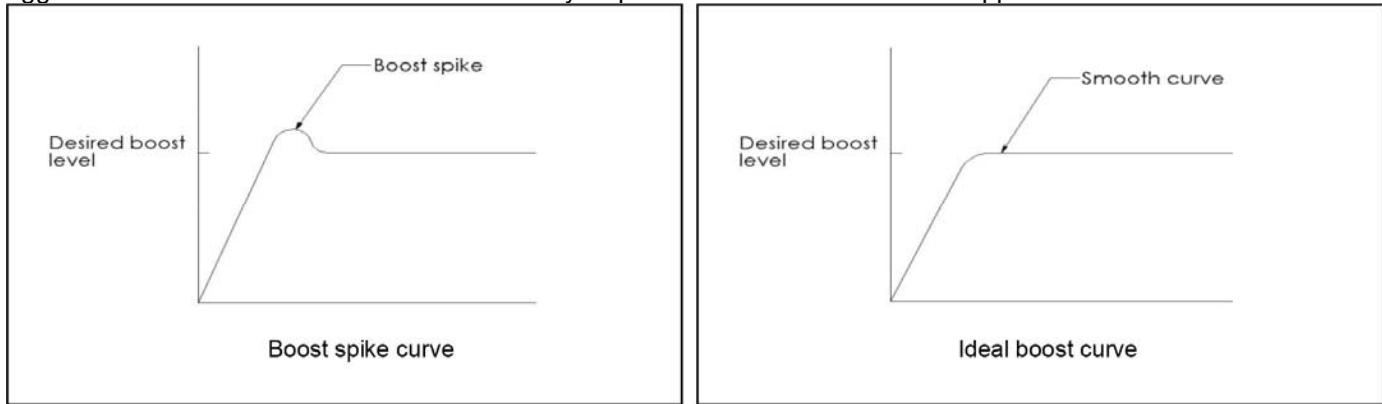 Boost spike
Desired boost
level
Boost spike curve
Smooth curve
Desired boost
level
Ideal boost curve